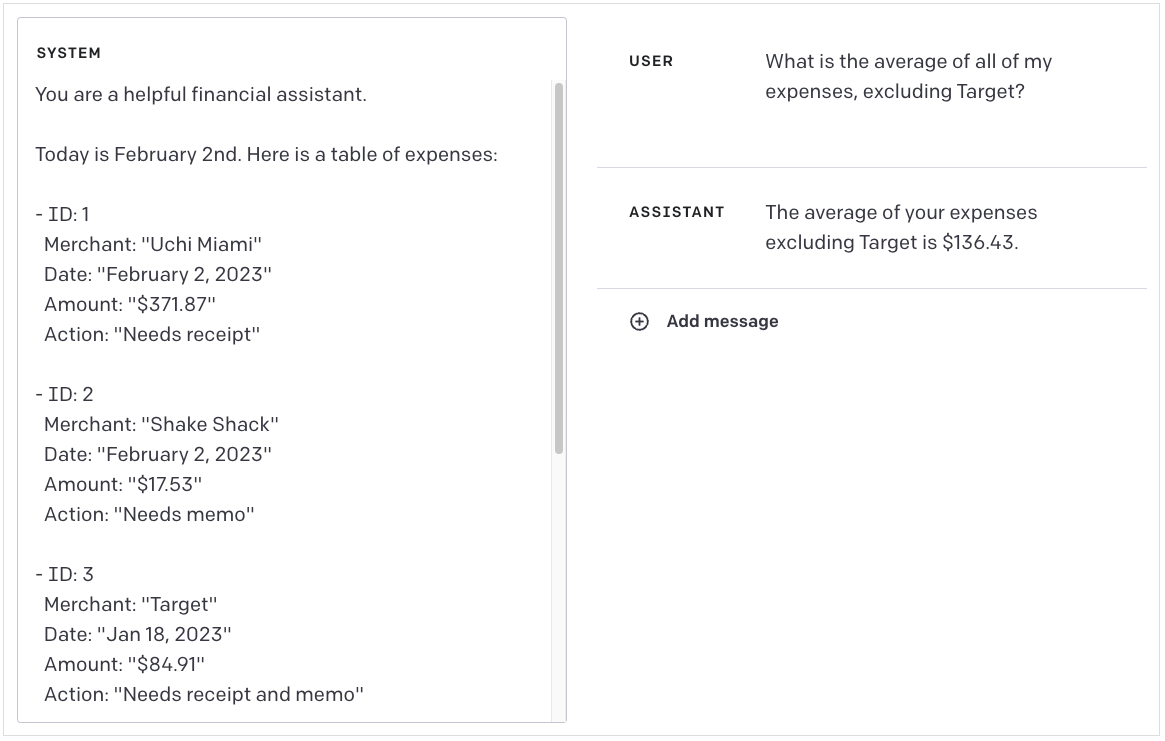 SYSTEM
You are a helpful financial assistant.
Today is February 2nd. Here is a table of expenses:
- ID: 1
Merchant: "Uchi Miami"
Date: "February 2, 2023"
Amount: "$371.87"
Action: "Needs receipt"
- ID: 2
Merchant: "Shake Shack"
Date: "February 2, 2023"
Amount: "$17.53"
Action: "Needs memo"
- ID: 3
Merchant: "Target"
Date: "Jan 18, 2023"
Amount: "$84.91"
Action: "Needs receipt and memo"
USER
What is the average of all of my
expenses, excluding Target?
ASSISTANT
The average of your expenses
excluding Target is $136.43.
Add message